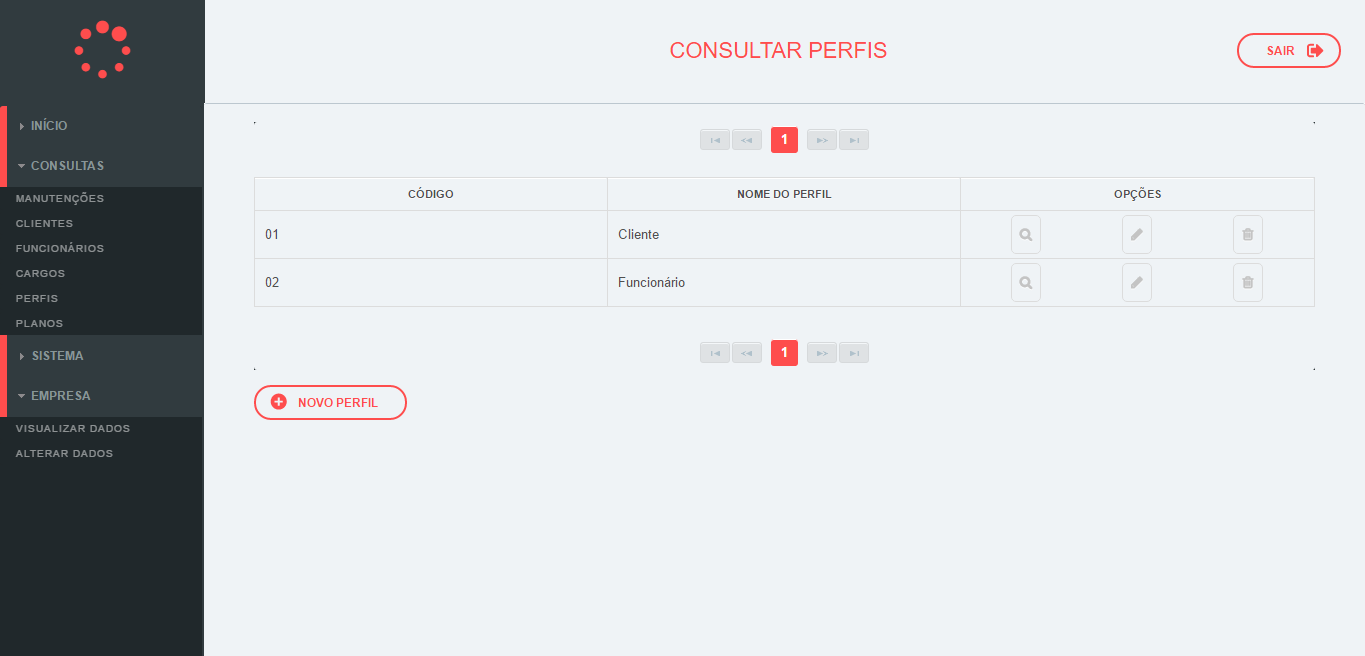 CONSULTAR PERFIS
SAIR
INÍCIO
CONSULTAS
MANUTENÇÕES
CLIENTES
FUNCIONÁRIOS
CARGOS
PERFIS
PLANOS
SISTEMA
EMPRESA
VISUALIZAR DADOS
ALTERAR DADOS
1
CÓDIGO NOME DO PERFIL OPÇÕES
01 Cliente
02 Funcionário
1
NOVO PERFIL